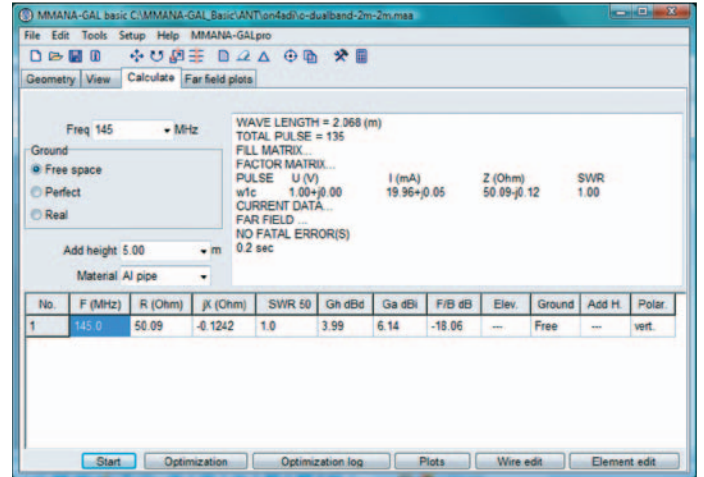 MMANA-GAL basic C:\MMANA-GAL_Basic\ANT\on4adi\c-dualband-2m-2m.maa
File Edit Tools Setup Help MMANA-GALpro
Geometry View Calculate Far field plots
Freq 145 MHz
Ground
Free space
Perfect
Real
Add height 5.00 m
Material Al pipe
WAVE LENGTH = 2.068 (m)
TOTAL PULSE = 135
FILL MATRIX...
FACTOR MATRIX...
PULSE U (V) I (mA) Z (Ohm) SWR
w1c 1.00+j0.00 19.96+j0.05 50.09-j0.12 1.00
CURRENT DATA...
FAR FIELD ...
NO FATAL ERROR(S)
0.2 sec
No. F (MHz) R (Ohm) jX (Ohm) SWR 50 Gh dBd Ga dBi F/B dB Elev. Ground Add H. Polar.
1 145.0 50.09 -0.1242 1.0 3.99 6.14 -18.06 --- Free --- vert.
Start Optimization Optimization log Plots Wire edit Element edit